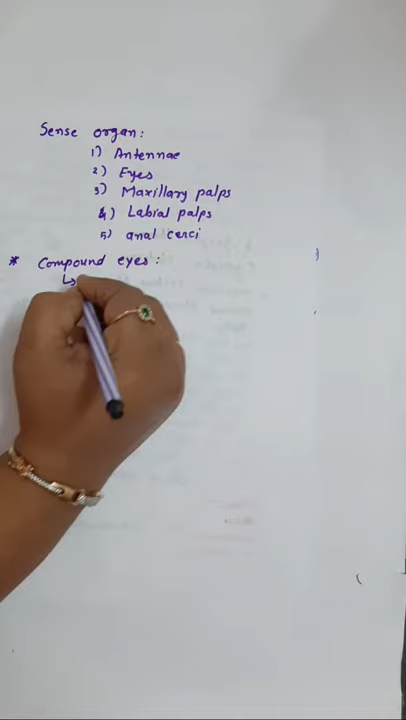 Sense organ:
1) Antennae
2) Eyes
3) Maxillary palps
4) Labial palps
5) anal cerci
* Compound eyes:
↳